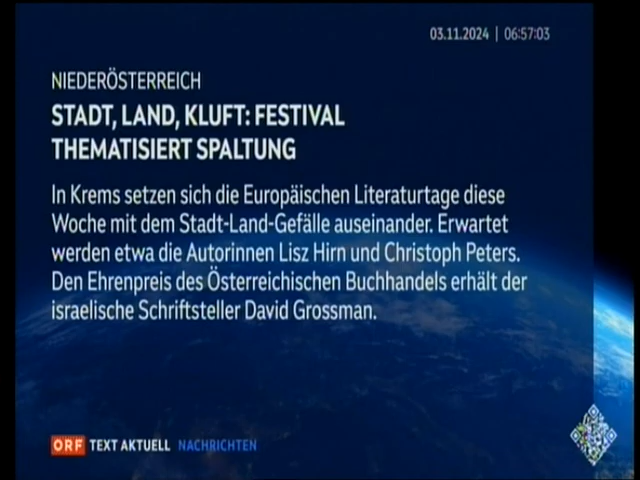 03.11.2024 | 06:57:03
NIEDERÖSTERREICH
STADT, LAND, KLUFT: FESTIVAL
THEMATISIERT SPALTUNG
In Krems setzen sich die Europäischen Literaturtage diese
Woche mit dem Stadt-Land-Gefälle auseinander. Erwartet
werden etwa die Autorinnen Lisz Hirn und Christoph Peters.
Den Ehrenpreis des Österreichischen Buchhandels erhält der
israelische Schriftsteller David Grossman.
ORF TEXT AKTUELL NACHRICHTEN